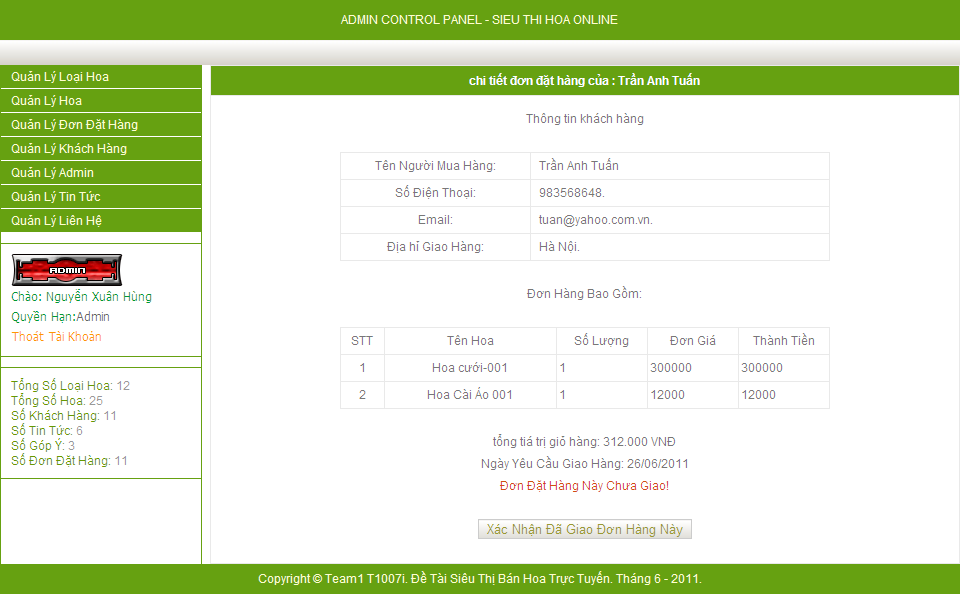 ADMIN CONTROL PANEL - SIEU THI HOA ONLINE
Quản Lý Loại Hoa
Quản Lý Hoa
Quản Lý Đơn Đặt Hàng
Quản Lý Khách Hàng
Quản Lý Admin
Quản Lý Tin Tức
Quản Lý Liên Hệ
ADMIN
Chào: Nguyễn Xuân Hùng
Quyền Hạn:Admin
Thoát Tài Khoản
Tổng Số Loại Hoa: 12
Tổng Số Hoa: 25
Số Khách Hàng: 11
Số Tin Tức: 6
Số Góp Ý: 3
Số Đơn Đặt Hàng: 11
chi tiết đơn đặt hàng của : Trần Anh Tuấn
Thông tin khách hàng
Tên Người Mua Hàng: Trần Anh Tuấn
Số Điện Thoại: 983568648.
Email: tuan@yahoo.com.vn.
Địa hỉ Giao Hàng: Hà Nội.
Đơn Hàng Bao Gồm:
STT Tên Hoa Số Lượng Đơn Giá Thành Tiền
1 Hoa cưới-001 1 300000 300000
2 Hoa Cài Áo 001 1 12000 12000
tổng tiá trị giỏ hàng: 312.000 VNĐ
Ngày Yêu Cầu Giao Hàng: 26/06/2011
Đơn Đặt Hàng Này Chưa Giao!
Xác Nhận Đã Giao Đơn Hàng Này
Copyright © Team1 T1007i. Đề Tài Siêu Thị Bán Hoa Trực Tuyến. Tháng 6 - 2011.